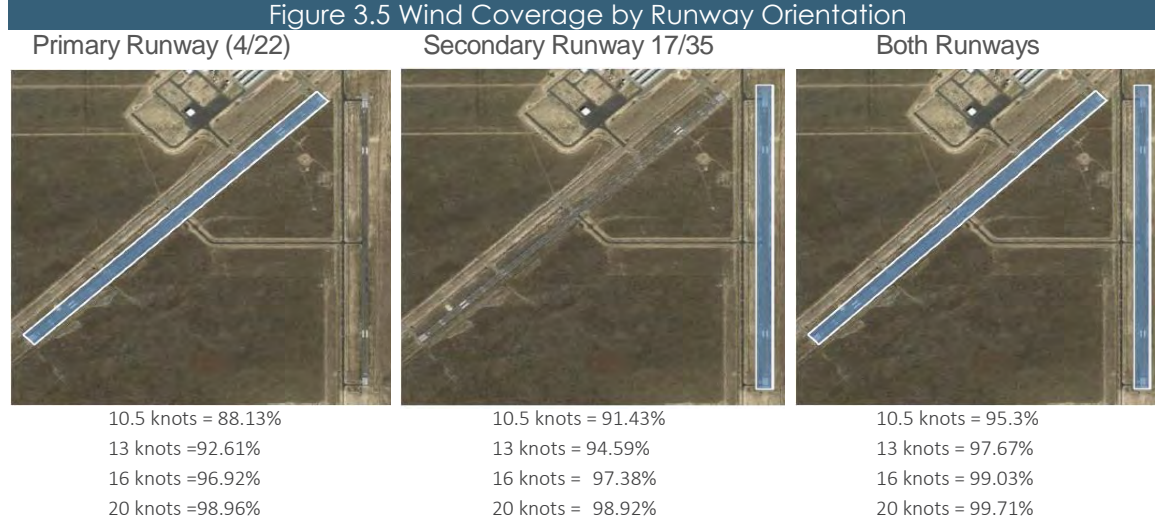 Figure 3.5 Wind Coverage by Runway Orientation
Primary Runway (4/22)
Secondary Runway 17/35
Both Runways
10.5 knots = 88.13%
13 knots =92.61%
16 knots =96.92%
20 knots =98.96%
10.5 knots = 91.43%
13 knots = 94.59%
16 knots = 97.38%
20 knots = 98.92%
10.5 knots = 95.3%
13 knots = 97.67%
16 knots = 99.03%
20 knots = 99.71%